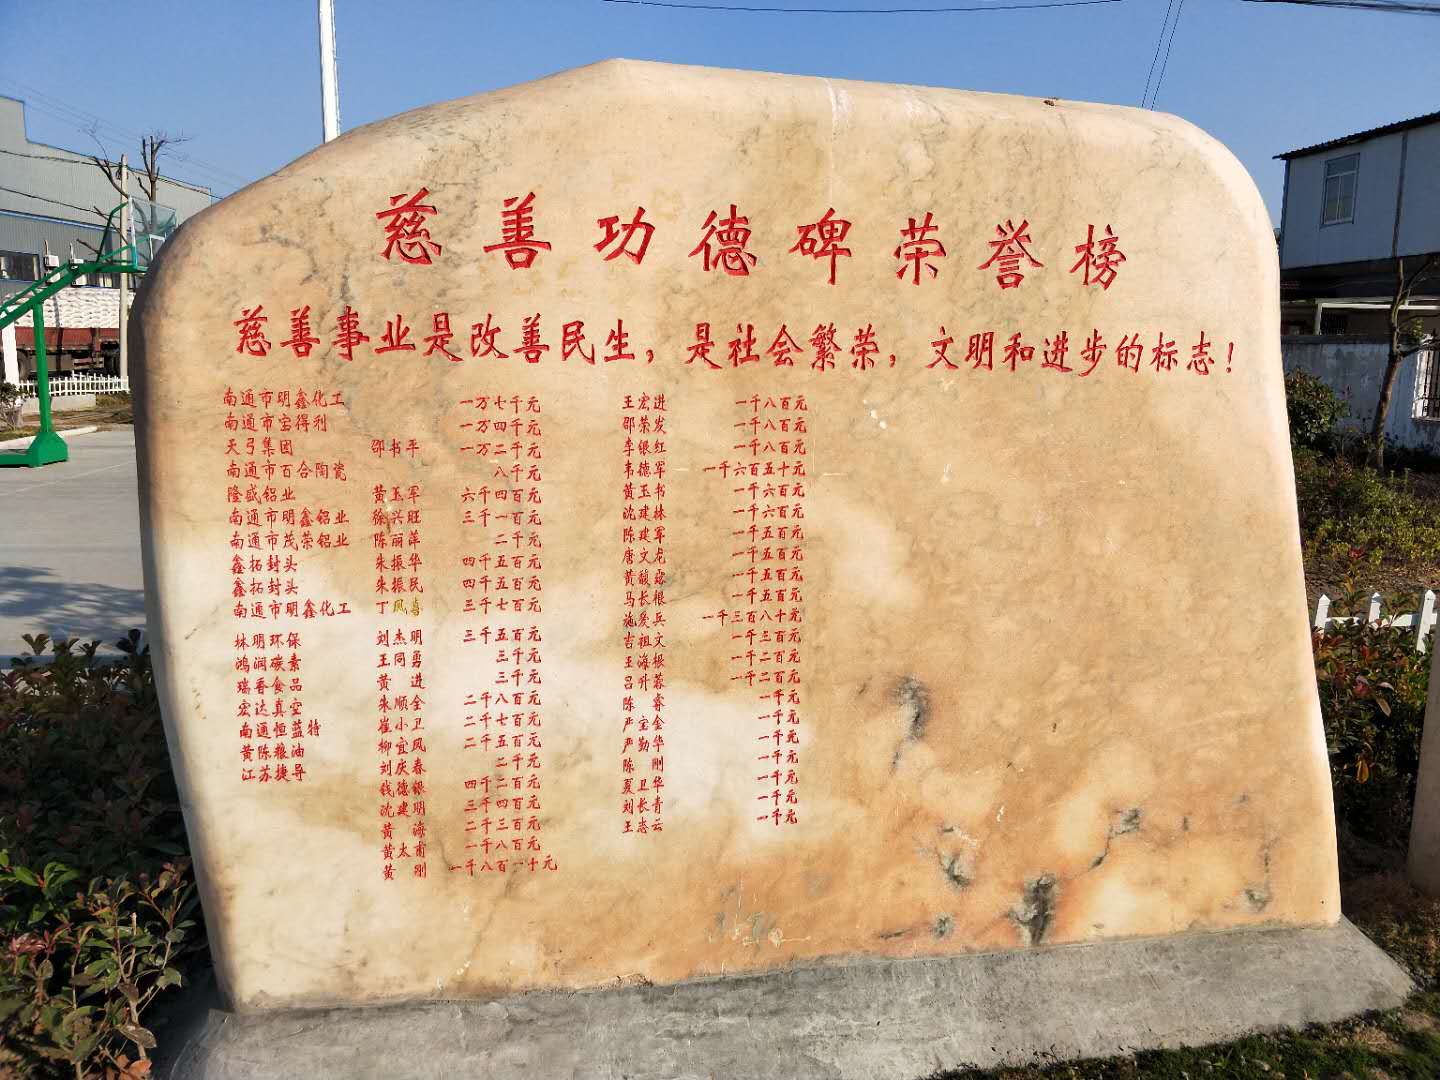 慈善功德碑荣誉榜
慈善事业是改善民生，是社会繁荣，文明和进步的标志！
南通市明鑫化工 一万七千元
南通市宝得利 一万四千元
天弓集团 邵书平 一万二千元
南通市百合陶瓷 八千元
隆盛铝业 黄玉军 六千四百元
南通市明鑫铝业 徐兴旺 三千一百元
南通市茂荣铝业 陈丽萍 二千元
鑫拓封头 朱振华 四千五百元
鑫拓封头 朱振民 四千五百元
南通市明鑫化工 丁凤喜 三千七百元
林明环保 刘杰明 三千五百元
鸿润碳素 王同勇 三千元
瑞香食品 黄进 三千元
宏达真空 朱顺全 二千八百元
南通恒蓝特 崔小卫 二千七百元
黄陈粮油 柳宜凤 二千五百元
江苏捷导 刘庆春 二千元
钱德银 四千二百元
沈建明 三千四百元
黄海 二千三百元
黄太甫 一千八百元
黄刚 一千八百一十元
王宏进 一千八百元
邵荣发 一千八百元
李银红 一千八百元
韦德军 一千六百五十元
黄玉书 一千六百元
沈建林 一千六百元
陈建军 一千五百元
唐文龙 一千五百元
黄馥露 一千五百元
马长根 一千五百元
施爱兵 一千三百八十元
吉祖文 一千三百元
王海根 一千二百元
吕升蓉 一千二百元
陈睿 一千元
严宝金 一千元
严勤华 一千元
陈刚 一千元
夏卫华 一千元
刘长青 一千元
王志云 一千元